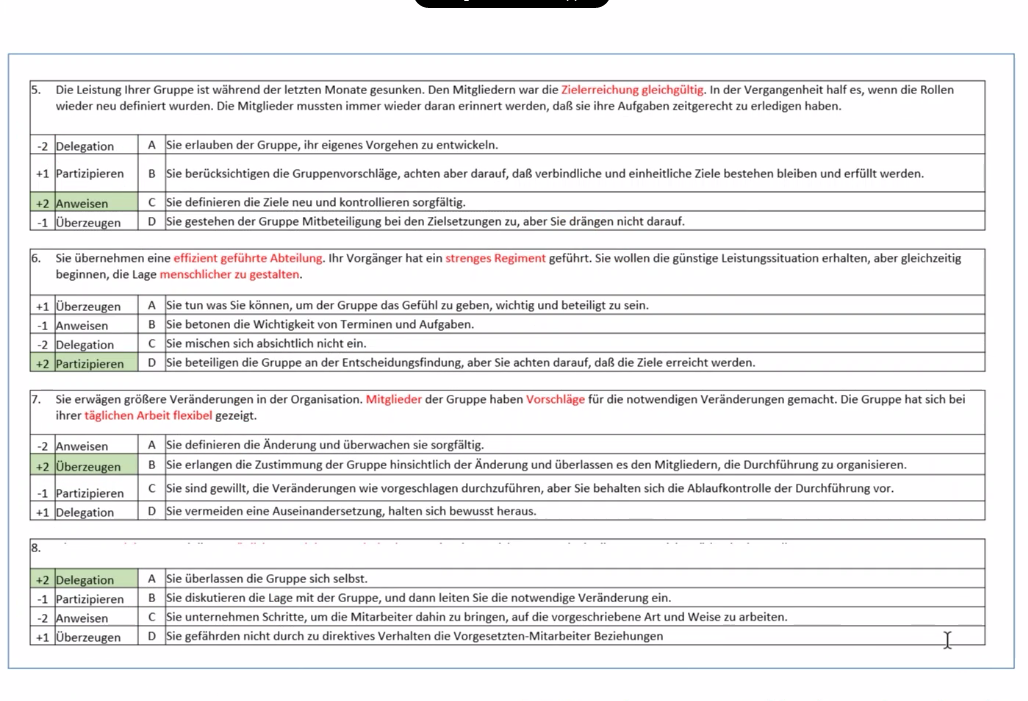 5. Die Leistung Ihrer Gruppe ist während der letzten Monate gesunken. Den Mitgliedern war die Zielerreichung gleichgültig. In der Vergangenheit half es, wenn die Rollen
wieder neu definiert wurden. Die Mitglieder mussten immer wieder daran erinnert werden, daß sie ihre Aufgaben zeitgerecht zu erledigen haben.
-2 Delegation A Sie erlauben der Gruppe, ihr eigenes Vorgehen zu entwickeln.
+1 Partizipieren B Sie berücksichtigen die Gruppenvorschläge, achten aber darauf, daß verbindliche und einheitliche Ziele bestehen bleiben und erfüllt werden.
+2 Anweisen C Sie definieren die Ziele neu und kontrollieren sorgfältig.
-1 Überzeugen D Sie gestehen der Gruppe Mitbeteiligung bei den Zielsetzungen zu, aber Sie drängen nicht darauf.
6. Sie übernehmen eine effizient geführte Abteilung. Ihr Vorgänger hat ein strenges Regiment geführt. Sie wollen die günstige Leistungssituation erhalten, aber gleichzeitig
beginnen, die Lage menschlicher zu gestalten.
+1 Überzeugen A Sie tun was Sie können, um der Gruppe das Gefühl zu geben, wichtig und beteiligt zu sein.
-1 Anweisen B Sie betonen die Wichtigkeit von Terminen und Aufgaben.
-2 Delegation C Sie mischen sich absichtlich nicht ein.
+2 Partizipieren D Sie beteiligen die Gruppe an der Entscheidungsfindung, aber Sie achten darauf, daß die Ziele erreicht werden.
7. Sie erwägen größere Veränderungen in der Organisation. Mitglieder der Gruppe haben Vorschläge für die notwendigen Veränderungen gemacht. Die Gruppe hat sich bei
ihrer täglichen Arbeit flexibel gezeigt.
-2 Anweisen A Sie definieren die Änderung und überwachen sie sorgfältig.
+2 Überzeugen B Sie erlangen die Zustimmung der Gruppe hinsichtlich der Änderung und überlassen es den Mitgliedern, die Durchführung zu organisieren.
-1 Partizipieren C Sie sind gewillt, die Veränderungen wie vorgeschlagen durchzuführen, aber Sie behalten sich die Ablaufkontrolle der Durchführung vor.
+1 Delegation D Sie vermeiden eine Auseinandersetzung, halten sich bewusst heraus.
8.
+2 Delegation A Sie überlassen die Gruppe sich selbst.
-1 Partizipieren B Sie diskutieren die Lage mit der Gruppe, und dann leiten Sie die notwendige Veränderung ein.
-2 Anweisen C Sie unternehmen Schritte, um die Mitarbeiter dahin zu bringen, auf die vorgeschriebene Art und Weise zu arbeiten.
+1 Überzeugen D Sie gefährden nicht durch zu direktives Verhalten die Vorgesetzten-Mitarbeiter Beziehungen